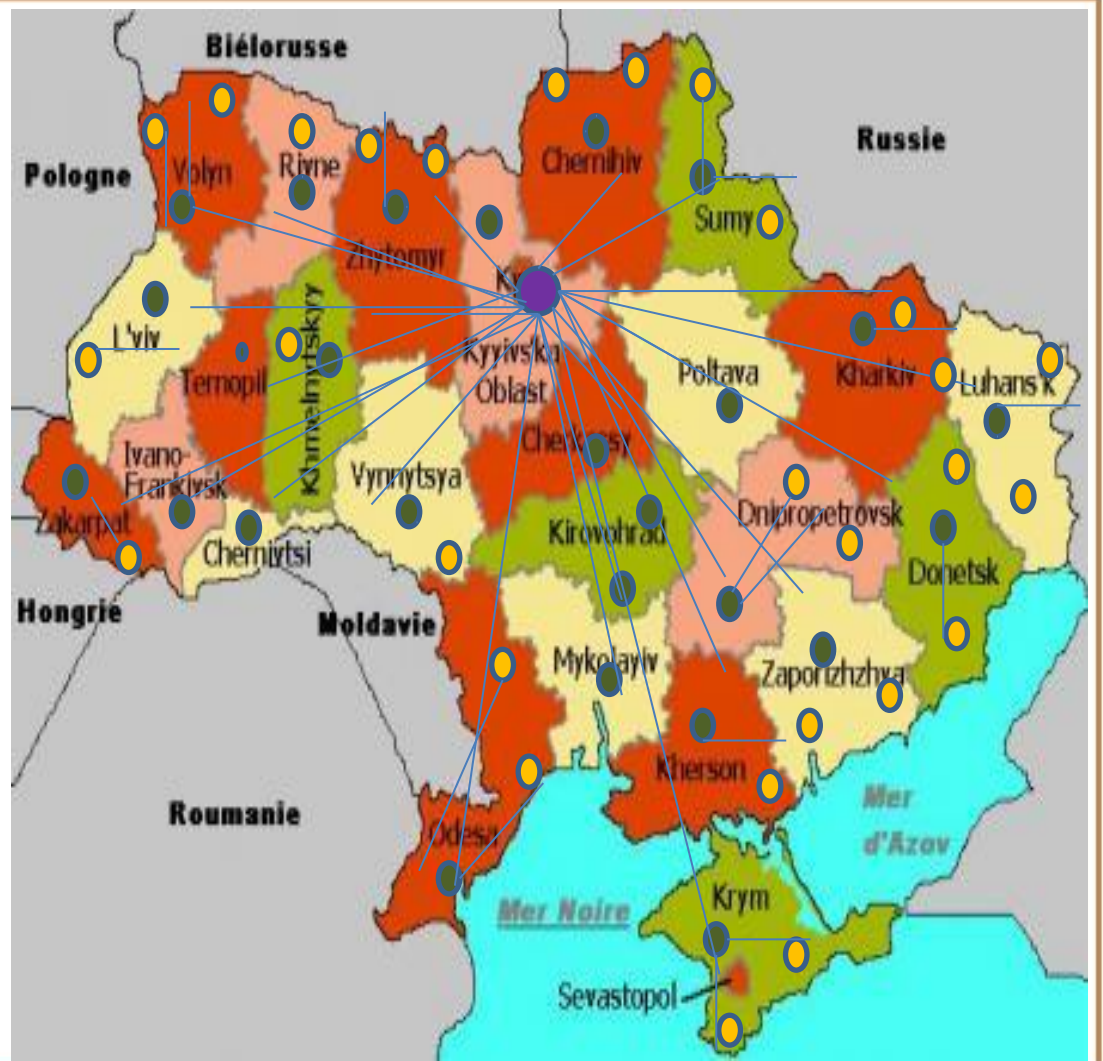 Biélorusse
Russie
Pologne
Volyn
Rivne
Chernihiv
Sumy
Zhytomyr
L'viv
Khmelnytskyy
Ternopil
Kyyivska
Oblast
Poltava
Kharkiv
Luhans'k
Cherkassy
Ivano-
Frankivsk
Vynnytsya
Zakarpat
Chernivtsi
Kirovohrad
Dnipropetrovsk
Donetsk
Hongrie
Moldavie
Mykolayiv
Zaporizhzhya
Kherson
Roumanie
Odesa
Mer
d'Azov
Krym
Mer Noire
Sevastopol